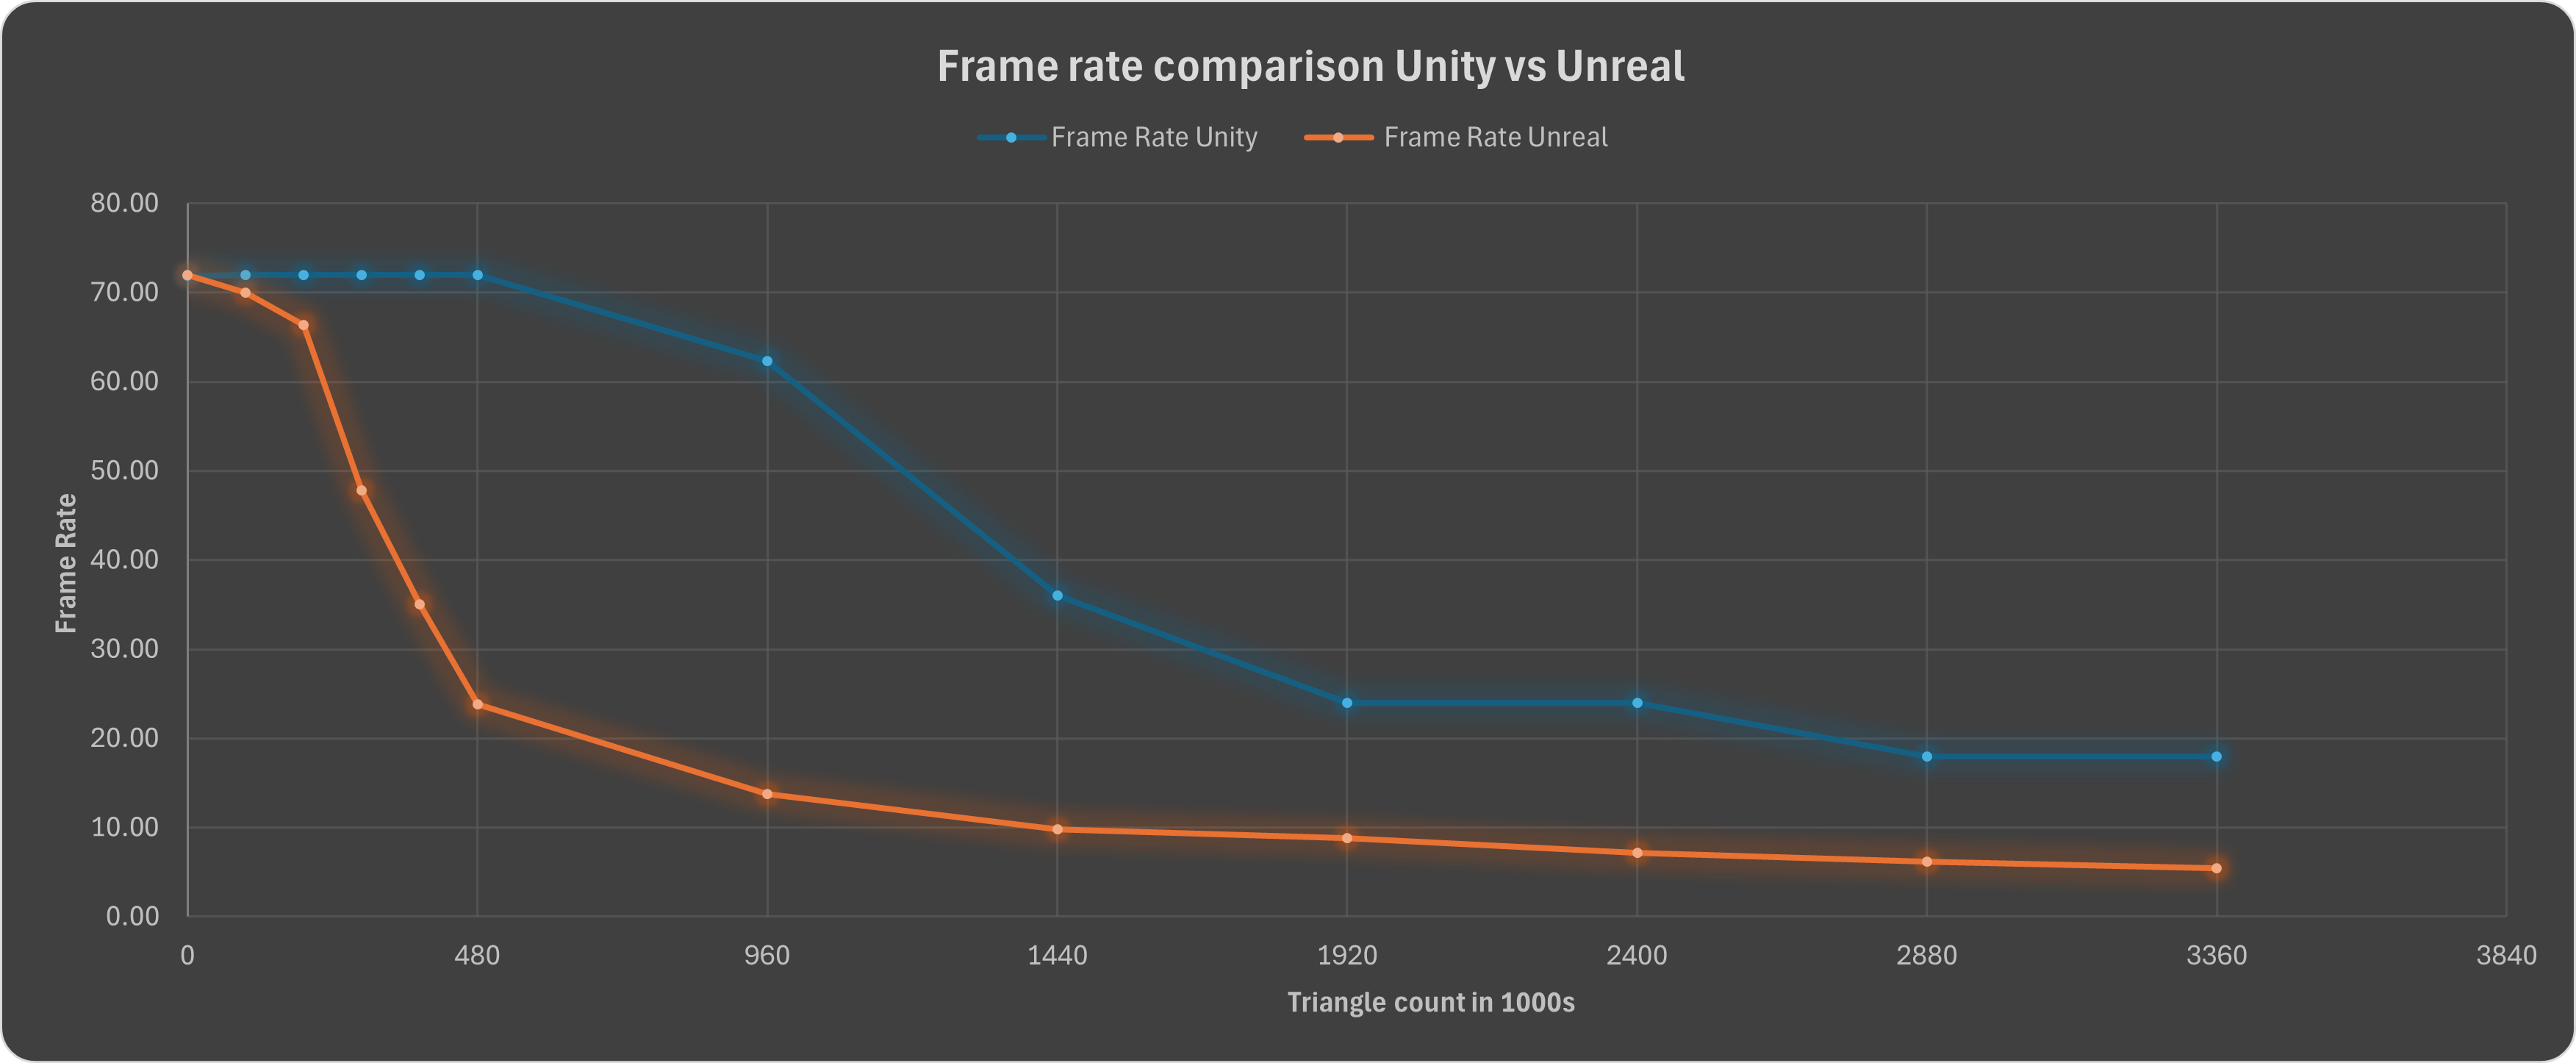 Frame rate comparison Unity vs Unreal
Frame Rate Unity
Frame Rate Unreal
80.00
70.00
60.00
50.00
40.00
30.00
20.00
10.00
0.00
Frame Rate
0 480 960 1440 1920 2400 2880 3360 3840
Triangle count in 1000s